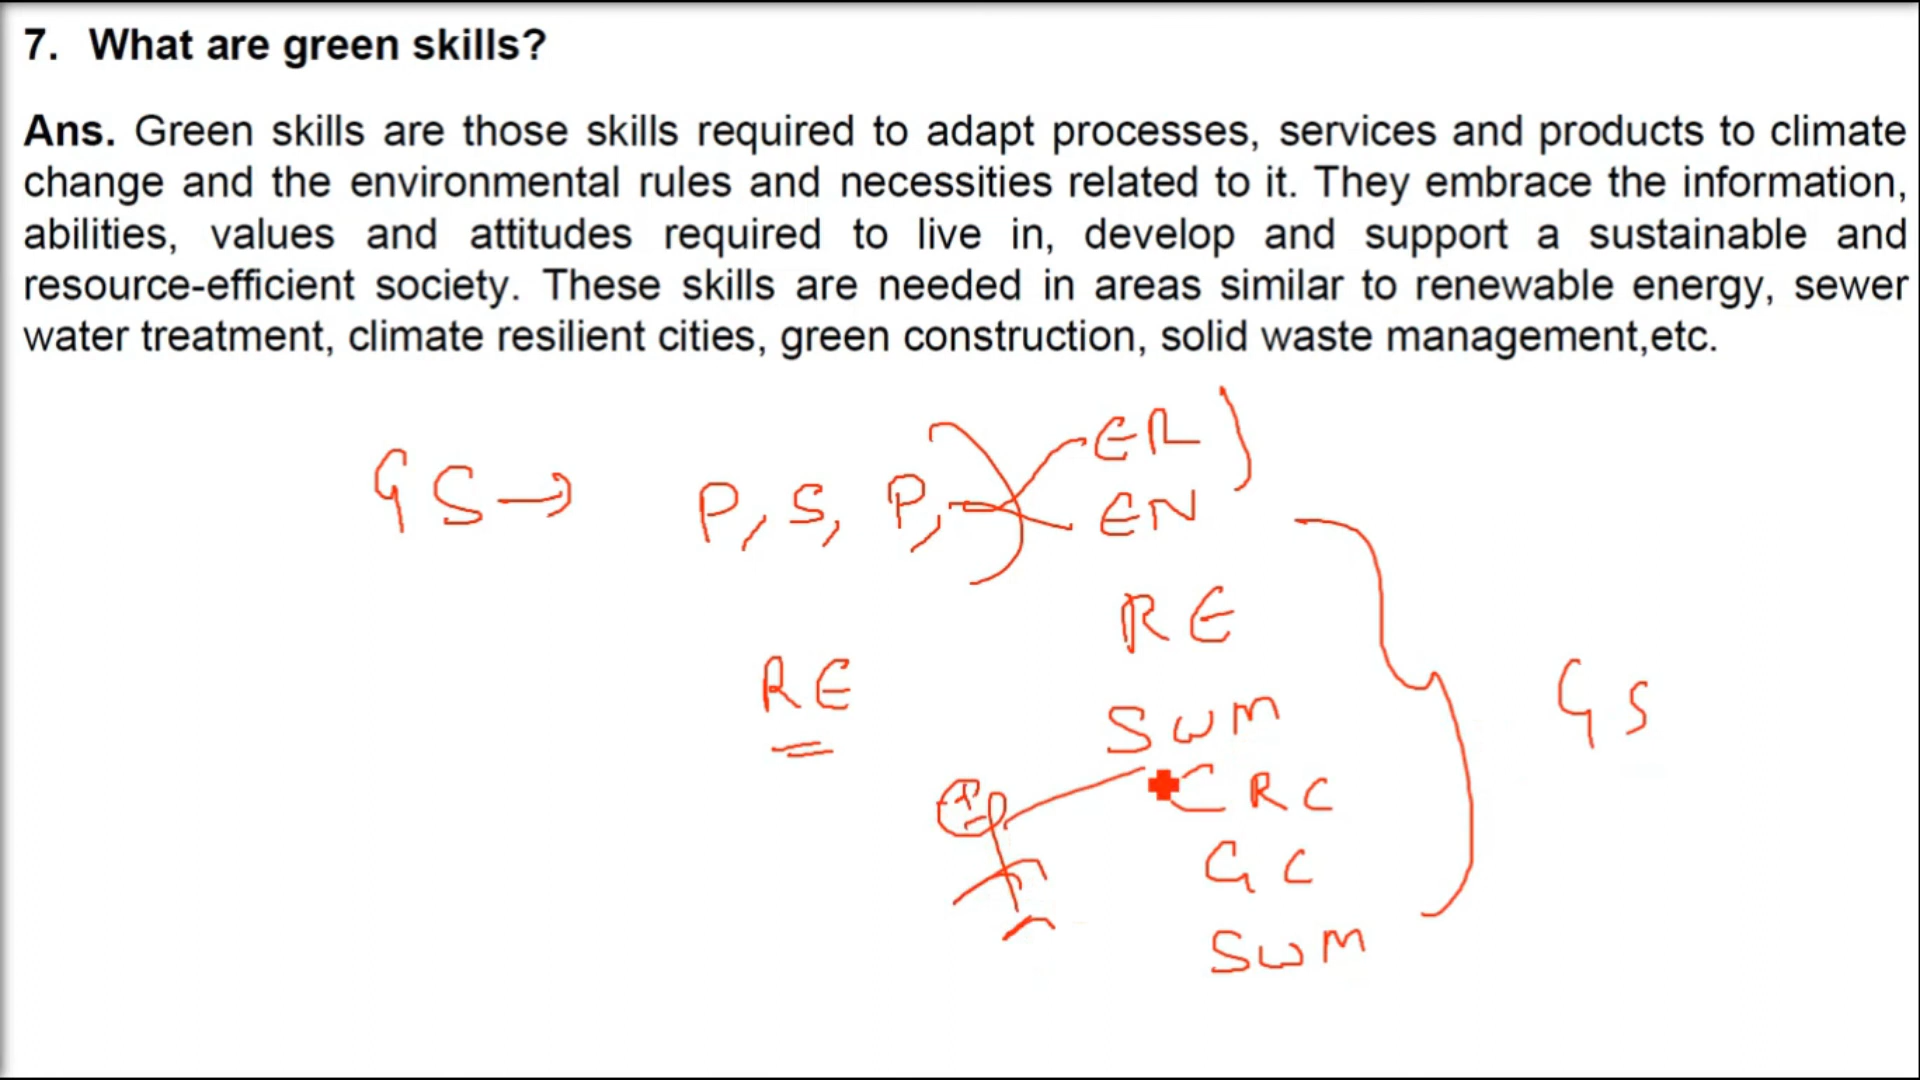 7. What are green skills?
Ans. Green skills are those skills required to adapt processes, services and products to climate
change and the environmental rules and necessities related to it. They embrace the information,
abilities, values and attitudes required to live in, develop and support a sustainable and
resource-efficient society. These skills are needed in areas similar to renewable energy, sewer
water treatment, climate resilient cities, green construction, solid waste management,etc.
GS → P, S, P, ER
EN
RE
RE
SWM
CRC
GC
SWM
GS